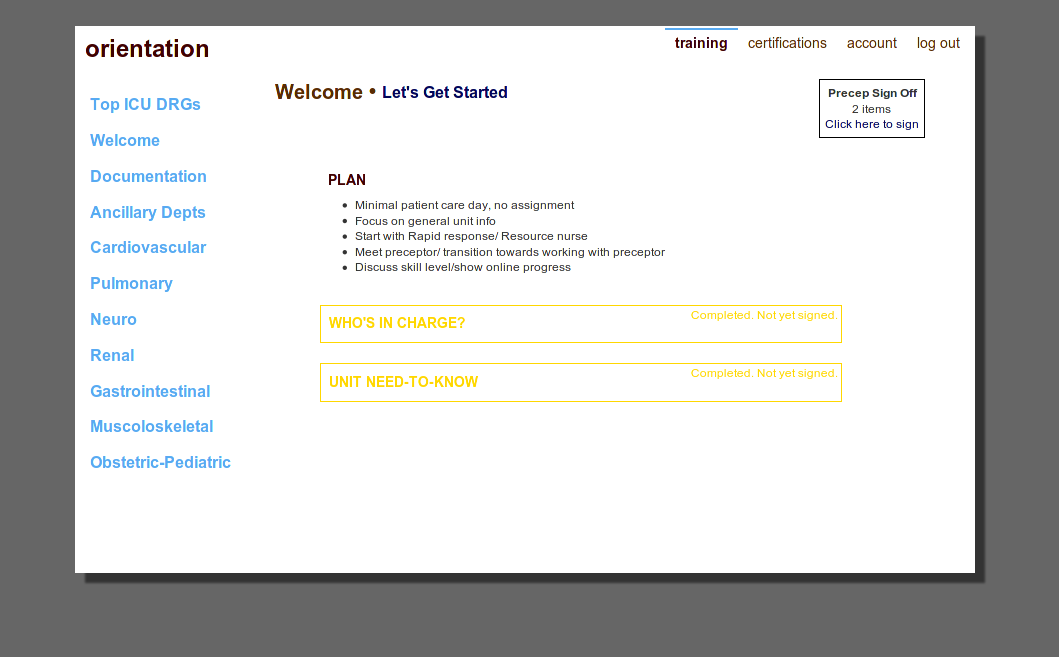 orientation
training
certifications
account
log out
Top ICU DRGs
Welcome
Documentation
Ancillary Depts
Cardiovascular
Pulmonary
Neuro
Renal
Gastrointestinal
Muscoloskeletal
Obstetric-Pediatric
Welcome • Let's Get Started
Precep Sign Off
2 items
Click here to sign
PLAN
• Minimal patient care day, no assignment
• Focus on general unit info
• Start with Rapid response/ Resource nurse
• Meet preceptor/ transition towards working with preceptor
• Discuss skill level/show online progress
WHO'S IN CHARGE?
Completed. Not yet signed.
UNIT NEED-TO-KNOW
Completed. Not yet signed.